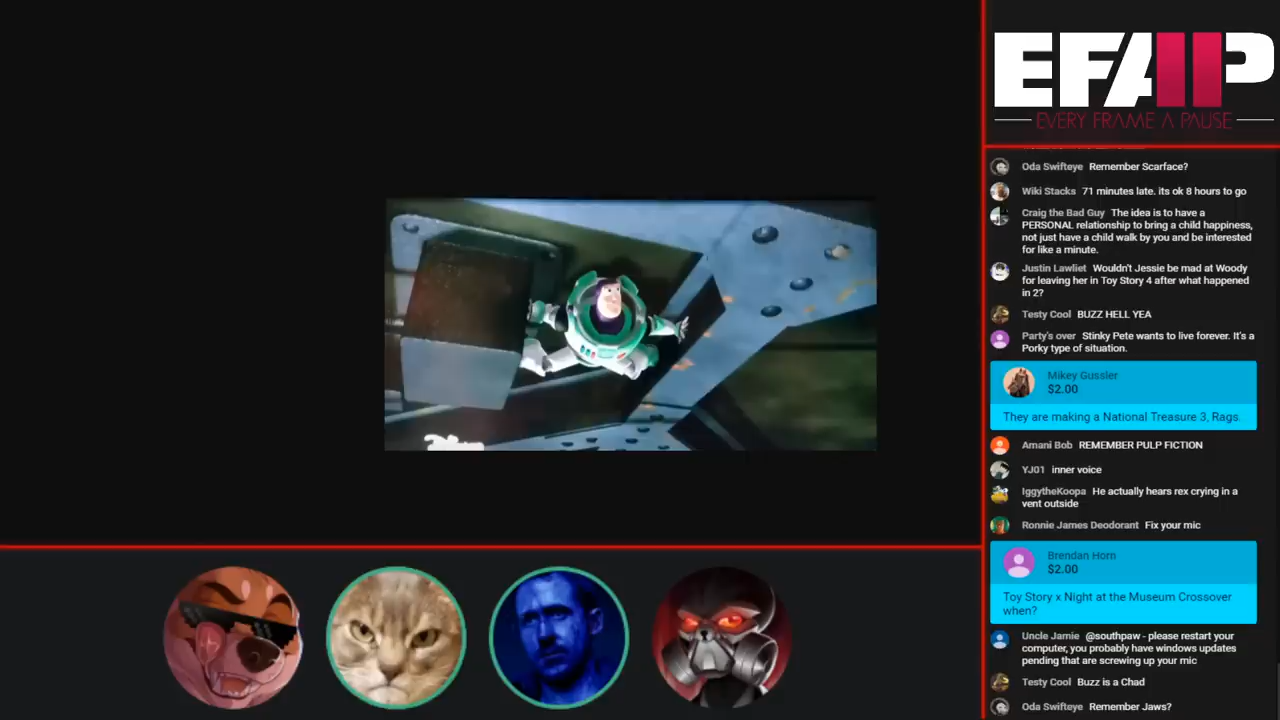 EFAP
EVERY FRAME A PAUSE
Oda Swifteye Remember Scarface?
Wiki Stacks 71 minutes late. its ok 8 hours to go
Craig the Bad Guy The idea is to have a
PERSONAL relationship to bring a child happiness,
not just have a child walk by you and be interested
for like a minute.
Justin Lawliet Wouldn't Jessie be mad at Woody
for leaving her in Toy Story 4 after what happened
in 2?
Testy Cool BUZZ HELL YEA
Party's over Stinky Pete wants to live forever. It's a
Porky type of situation.
Mikey Gussler
$2.00
They are making a National Treasure 3, Rags.
Amani Bob REMEMBER PULP FICTION
YJ01 inner voice
IggytheKoopa He actually hears rex crying in a
vent outside
Ronnie James Deodorant Fix your mic
Brendan Horn
$2.00
Toy Story x Night at the Museum Crossover
when?
Uncle Jamie @southpaw - please restart your
computer, you probably have windows updates
pending that are screwing up your mic
Testy Cool Buzz is a Chad
Oda Swifteye Remember Jaws?